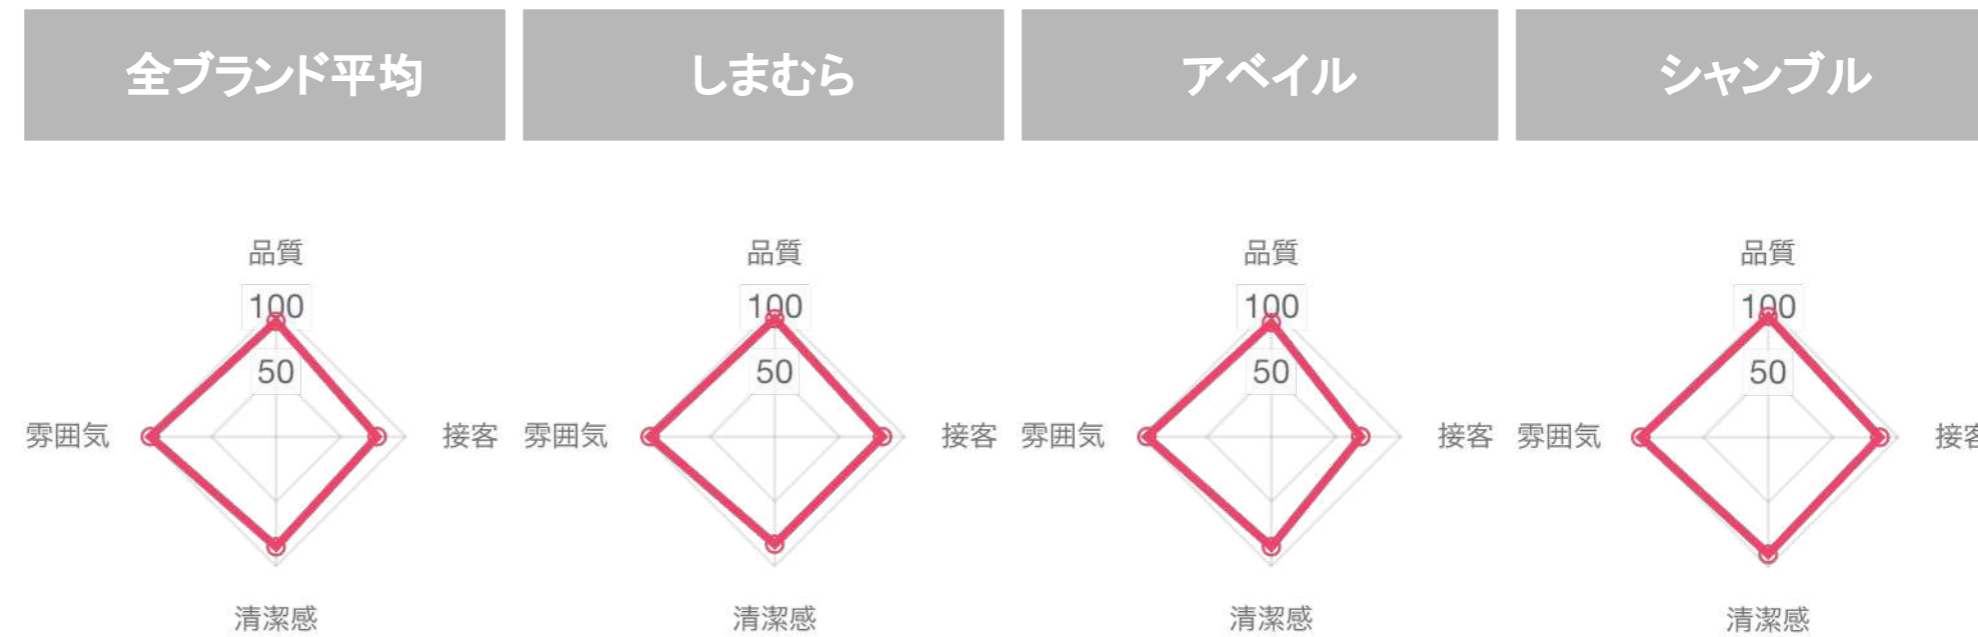 全ブランド平均
しまむら
アベイル
シャンブル
品質
100
50
雰囲気
接客
清潔感
品質
100
50
雰囲気
接客
清潔感
品質
100
50
雰囲気
接客
清潔感
品質
100
50
雰囲気
接客
清潔感